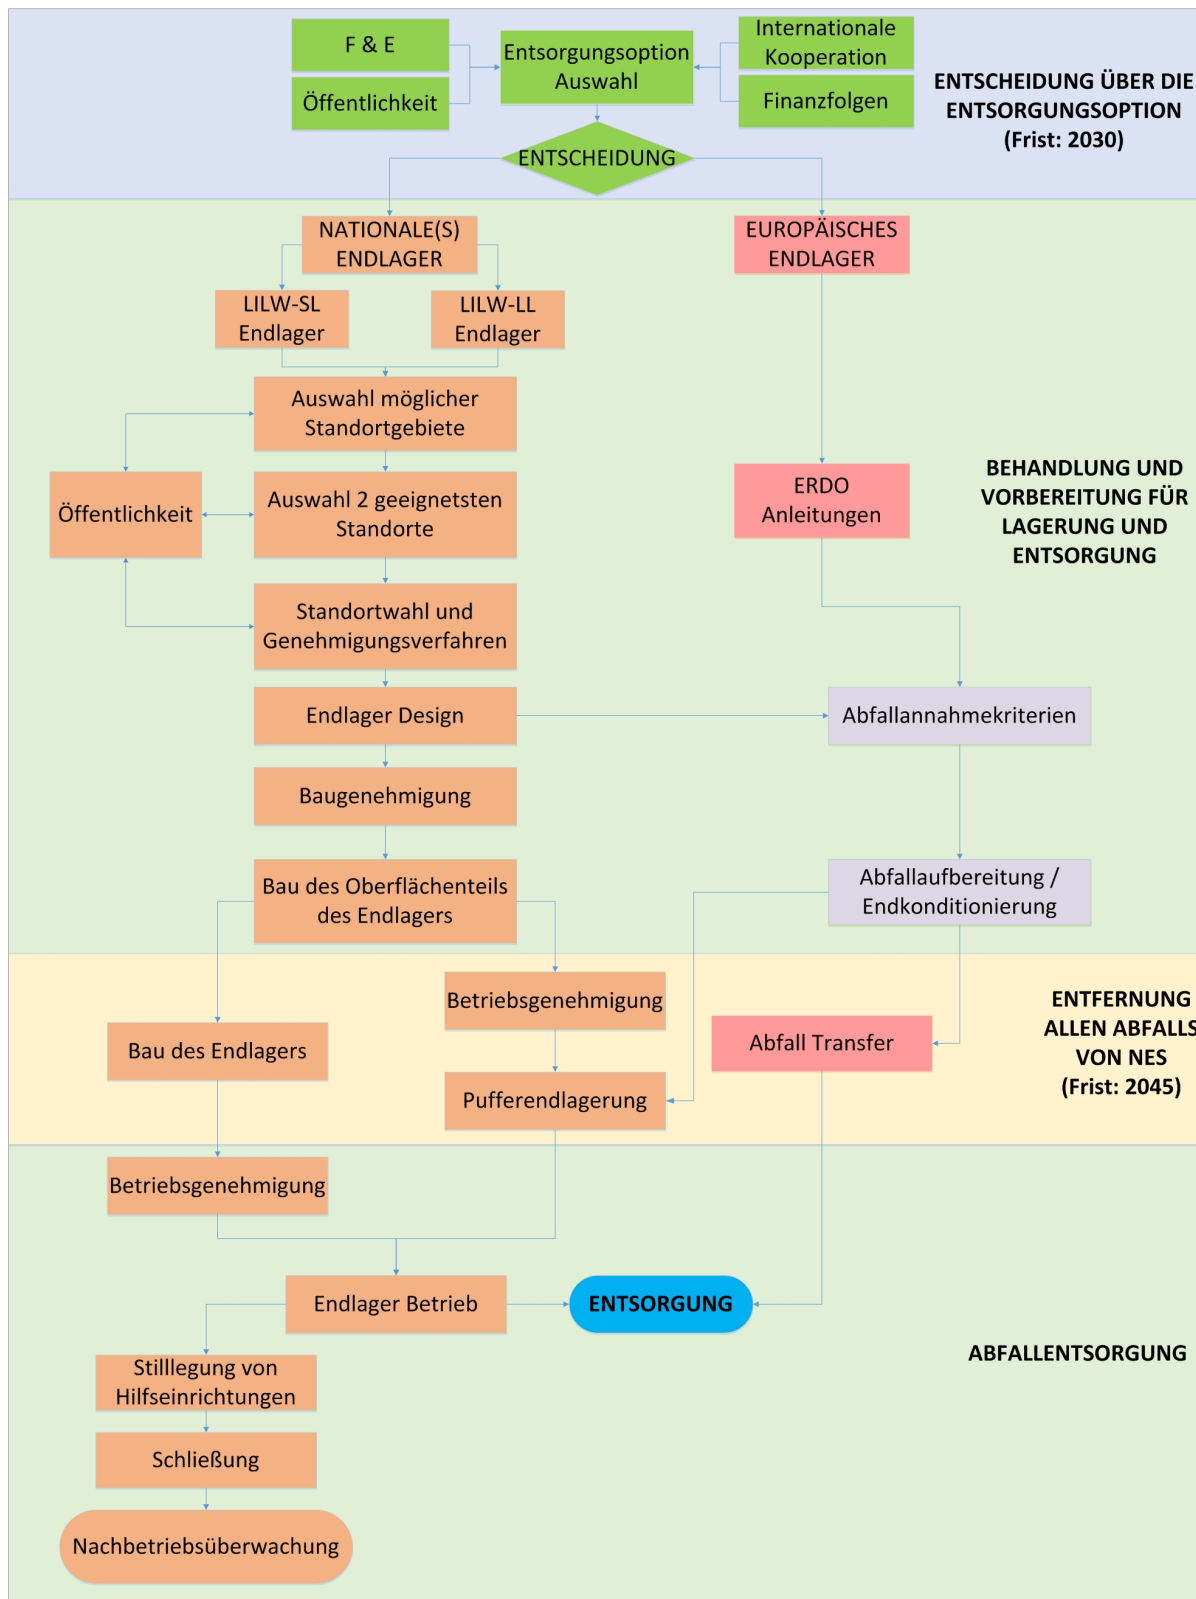 F & E
Öffentlichkeit
Entsorgungsoption
Auswahl
Internationale
Kooperation
Finanzfolgen
ENTSCHEIDUNG ÜBER DIE
ENTSORGUNGSOPTION
(Frist: 2030)
ENTSCHEIDUNG
NATIONALE(S)
ENDLAGER
EUROPÄISCHES
ENDLAGER
LILW-SL
Endlager
LILW-LL
Endlager
Auswahl möglicher
Standortgebiete
Öffentlichkeit
Auswahl 2 geeignetsten
Standorte
ERDO
Anleitungen
BEHANDLUNG UND
VORBEREITUNG FÜR
LAGERUNG UND
ENTSORGUNG
Standortwahl und
Genehmigungsverfahren
Endlager Design
Abfallannahmekriterien
Baugenehmigung
Bau des Oberflächenteils
des Endlagers
Abfallaufbereitung /
Endkonditionierung
Betriebsgenehmigung
Bau des Endlagers
Abfall Transfer
Pufferendlagerung
ENTFERNUNG
ALLEN ABFALLS
VON NES
(Frist: 2045)
Betriebsgenehmigung
Endlager Betrieb
ENTSORGUNG
ABFALLENTSORGUNG
Stilllegung von
Hilfseinrichtungen
Schließung
Nachbetriebsüberwachung